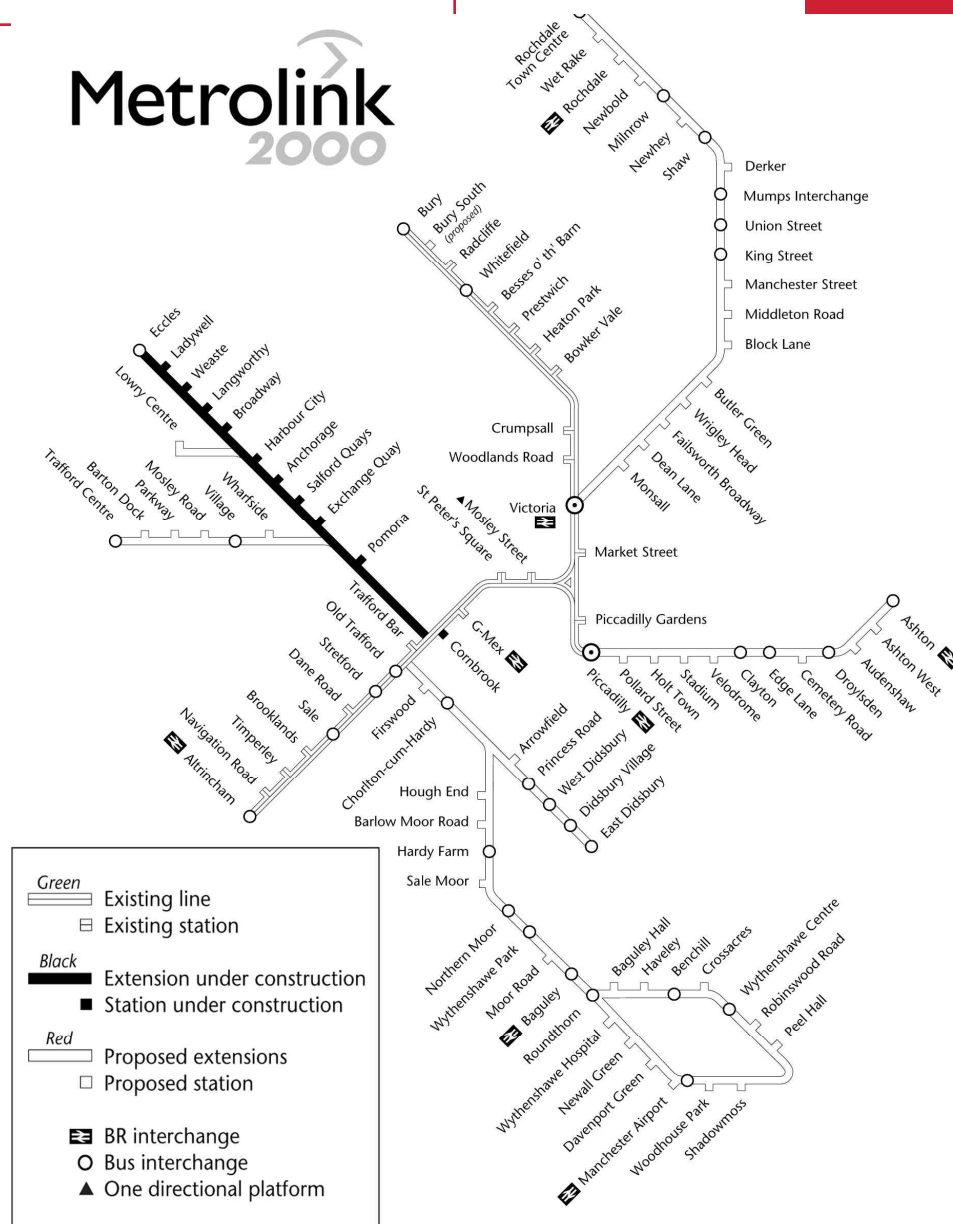 Metrolink
2000
Rochdale
Town Centre
Wet Rake
Rochdale
Newbold
Milnrow
Newhey
Shaw
Derker
Mumps Interchange
Union Street
King Street
Manchester Street
Middleton Road
Block Lane
Butler Green
Wrigley Head
Failsworth Broadway
Dean Lane
Monsall
Bury
Bury South
(proposed)
Radcliffe
Whitefield
Besses o' th' Barn
Prestwich
Heaton Park
Bowker Vale
Crumpsall
Woodlands Road
Victoria
Market Street
Piccadilly Gardens
Eccles
Ladywell
Weaste
Langworthy
Broadway
Harbour City
Anchorage
Salford Quays
Exchange Quay
Pomona
Lowry Centre
Trafford Centre
Barton Dock
Mosley Road
Parkway
Village
Wharfside
St Peter's Square
Mosley Street
G-Mex
Cornbrook
Trafford Bar
Old Trafford
Stretford
Dane Road
Sale
Brooklands
Timperley
Navigation Road
Altrincham
Piccadilly
Pollard Street
Holt Town
Stadium
Velodrome
Clayton
Edge Lane
Cemetery Road
Droylsden
Audenshaw
Ashton West
Ashton
Firswood
Chorlton-cum-Hardy
Arrowfield
Princess Road
West Didsbury
Didsbury Village
East Didsbury
Hough End
Barlow Moor Road
Hardy Farm
Sale Moor
Northern Moor
Wythenshawe Park
Moor Road
Baguley
Roundthorn
Wythenshawe Hospital
Newall Green
Davenport Green
Manchester Airport
Woodhouse Park
Shadowmoss
Baguley Hall
Haveley
Benchill
Crossacres
Wythenshawe Centre
Robinswood Road
Peel Hall
Green
Existing line
Existing station
Black
Extension under construction
Station under construction
Red
Proposed extensions
Proposed station
BR interchange
Bus interchange
One directional platform